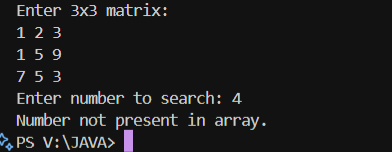 Enter 3x3 matrix:
1 2 3
1 5 9
7 5 3
Enter number to search: 4
Number not present in array.
PS V:\JAVA>